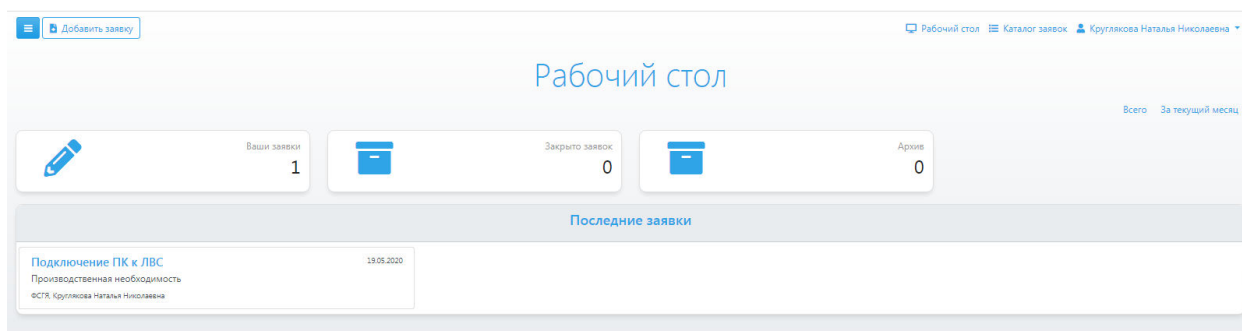 Добавить заявку
Рабочий стол Каталог заявок Круглякова Наталья Николаевна
Рабочий стол
Всего За текущий месяц
Ваши заявки
1
Закрыто заявок
0
Архив
0
Последние заявки
Подключение ПК к ЛВС 19.05.2020
Производственная необходимость
ФСГЯ, Круглякова Наталья Николаевна